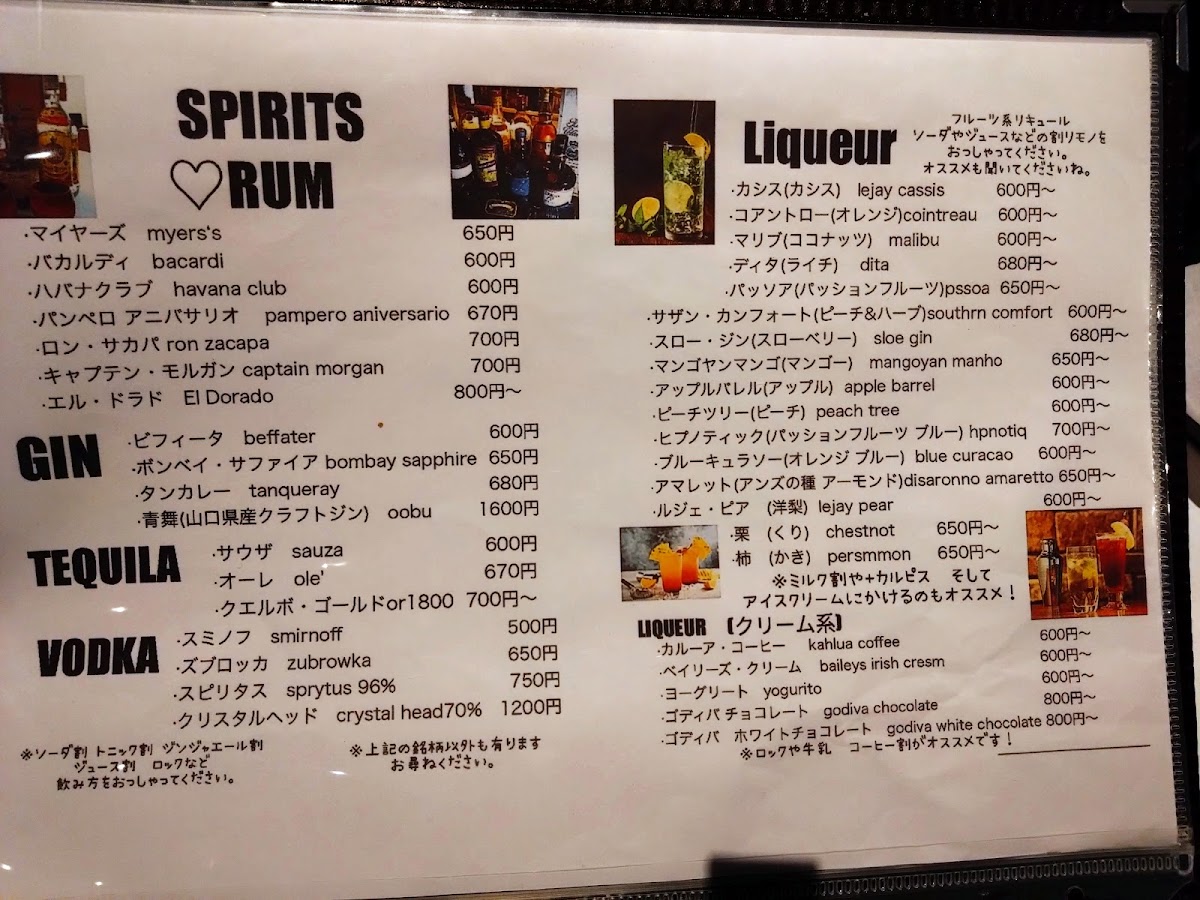 SPIRITS
♡RUM
・マイヤーズ myers's 650円
・バカルディ bacardi 600円
・ハバナクラブ havana club 600円
・パンペロ アニバサリオ pampero aniversario 670円
・ロン・サカパ ron zacapa 700円
・キャプテン・モルガン captain morgan 700円
・エル・ドラド El Dorado 800円〜
GIN
・ビフィータ beffater 600円
・ボンベイ・サファイア bombay sapphire 650円
・タンカレー tanqueray 680円
・青舞(山口県産クラフトジン) oobu 1600円
TEQUILA
・サウザ sauza 600円
・オーレ ole' 670円
・クエルボ・ゴールドor1800 700円〜
VODKA
・スミノフ smirnoff 500円
・ズブロッカ zubrowka 650円
・スピリタス sprytus 96% 750円
・クリスタルヘッド crystal head70% 1200円
※ソーダ割 トニック割 ジンジャエール割
ジュース割 ロックなど
飲み方をおっしゃってください。
※上記の銘柄以外も有ります
お尋ねください。
Liqueur
フルーツ系リキュール
ソーダやジュースなどの割りモノを
おっしゃってください。
オススメも聞いてくださいね。
・カシス(カシス) lejay cassis 600円〜
・コアントロー(オレンジ)cointreau 600円〜
・マリブ(ココナッツ) malibu 600円〜
・ディタ(ライチ) dita 680円〜
・パッソア(パッションフルーツ)pssoa 650円〜
・サザン・カンフォート(ピーチ&ハーブ)southrn comfort 600円〜
・スロー・ジン(スローベリー) sloe gin 680円〜
・マンゴヤンマンゴ(マンゴー) mangoyan manho 650円〜
・アップルバレル(アップル) apple barrel 600円〜
・ピーチツリー(ピーチ) peach tree 600円〜
・ヒプノティック(パッションフルーツ ブルー) hpnotiq 700円〜
・ブルーキュラソー(オレンジ ブルー) blue curacao 600円〜
・アマレット(アンズの種 アーモンド)disaronno amaretto 650円〜
・ルジェ・ピア (洋梨) lejay pear 600円〜
・栗 (くり) chestnot 650円〜
・柿 (かき) persmmon 650円〜
※ミルク割や+カルピス そして
アイスクリームにかけるのもオススメ！
LIQUEUR (クリーム系)
・カルーア・コーヒー kahlua coffee 600円〜
・ベイリーズ・クリーム baileys irish cresm 600円〜
・ヨーグリート yogurito 600円〜
・ゴディバ チョコレート godiva chocolate 800円〜
・ゴディバ ホワイトチョコレート godiva white chocolate 800円〜
※ロックや牛乳 コーヒー割がオススメです！